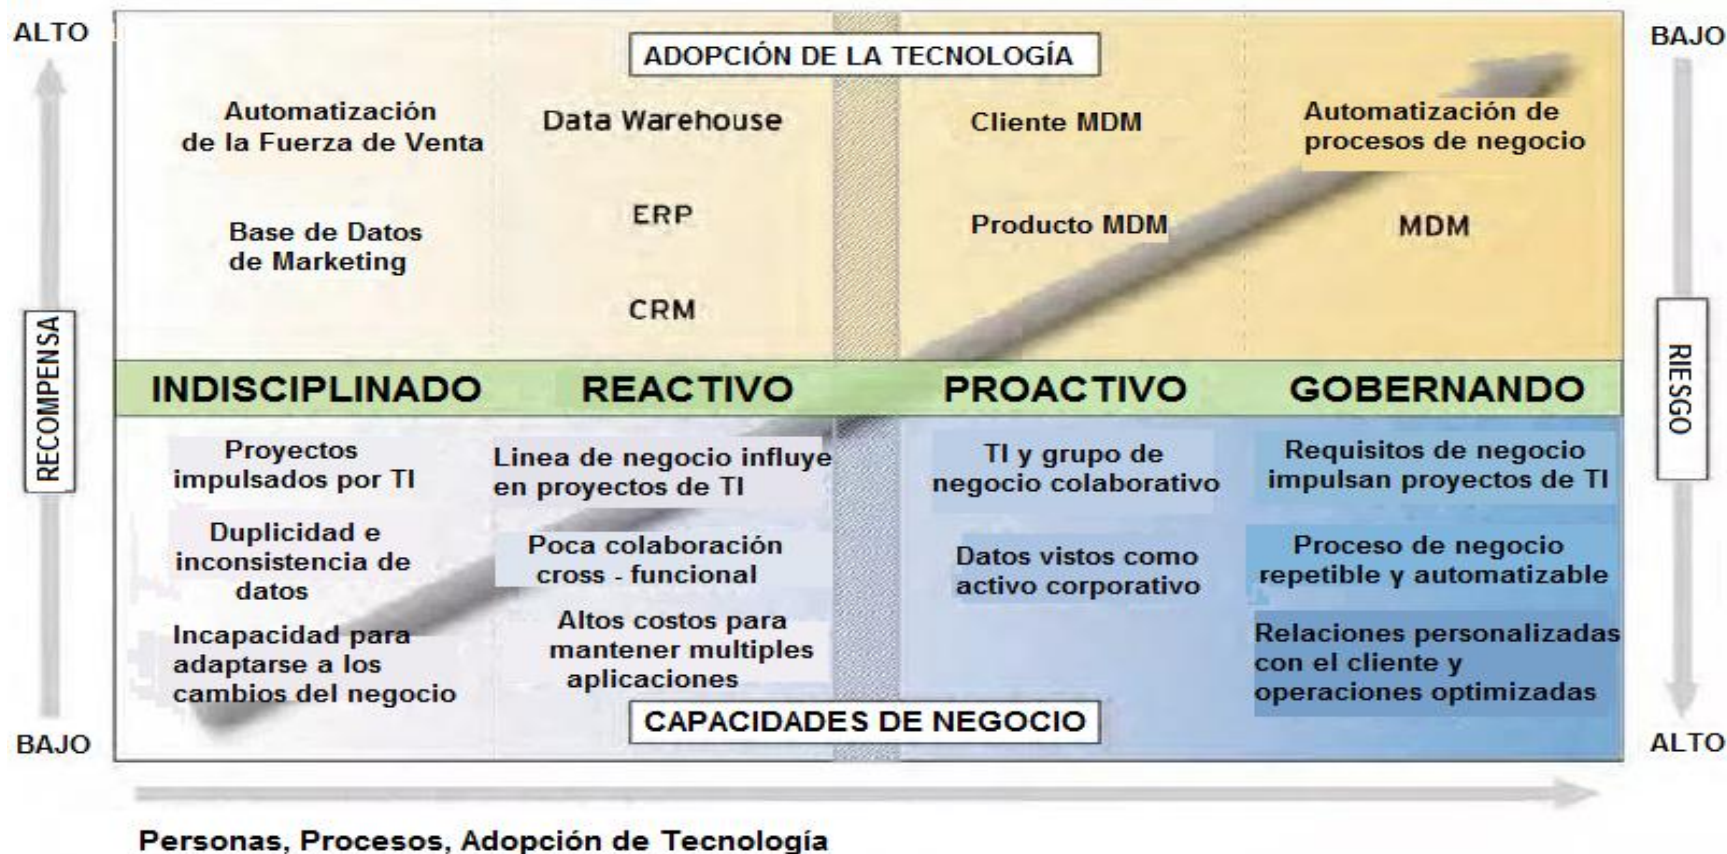 ALTO
BAJO
ADOPCIÓN DE LA TECNOLOGÍA
Automatización
de la Fuerza de Venta
Base de Datos
de Marketing
Data Warehouse
ERP
CRM
Cliente MDM
Producto MDM
Automatización de
procesos de negocio
MDM
RECOMPENSA
RIESGO
INDISCIPLINADO
REACTIVO
PROACTIVO
GOBERNANDO
Proyectos
impulsados por TI
Duplicidad e
inconsistencia de
datos
Incapacidad para
adaptarse a los
cambios del negocio
Linea de negocio influye
en proyectos de TI
Poca colaboración
cross - funcional
Altos costos para
mantener multiples
aplicaciones
TI y grupo de
negocio colaborativo
Datos vistos como
activo corporativo
Requisitos de negocio
impulsan proyectos de TI
Proceso de negocio
repetible y automatizable
Relaciones personalizadas
con el cliente y
operaciones optimizadas
CAPACIDADES DE NEGOCIO
BAJO
ALTO
Personas, Procesos, Adopción de Tecnología